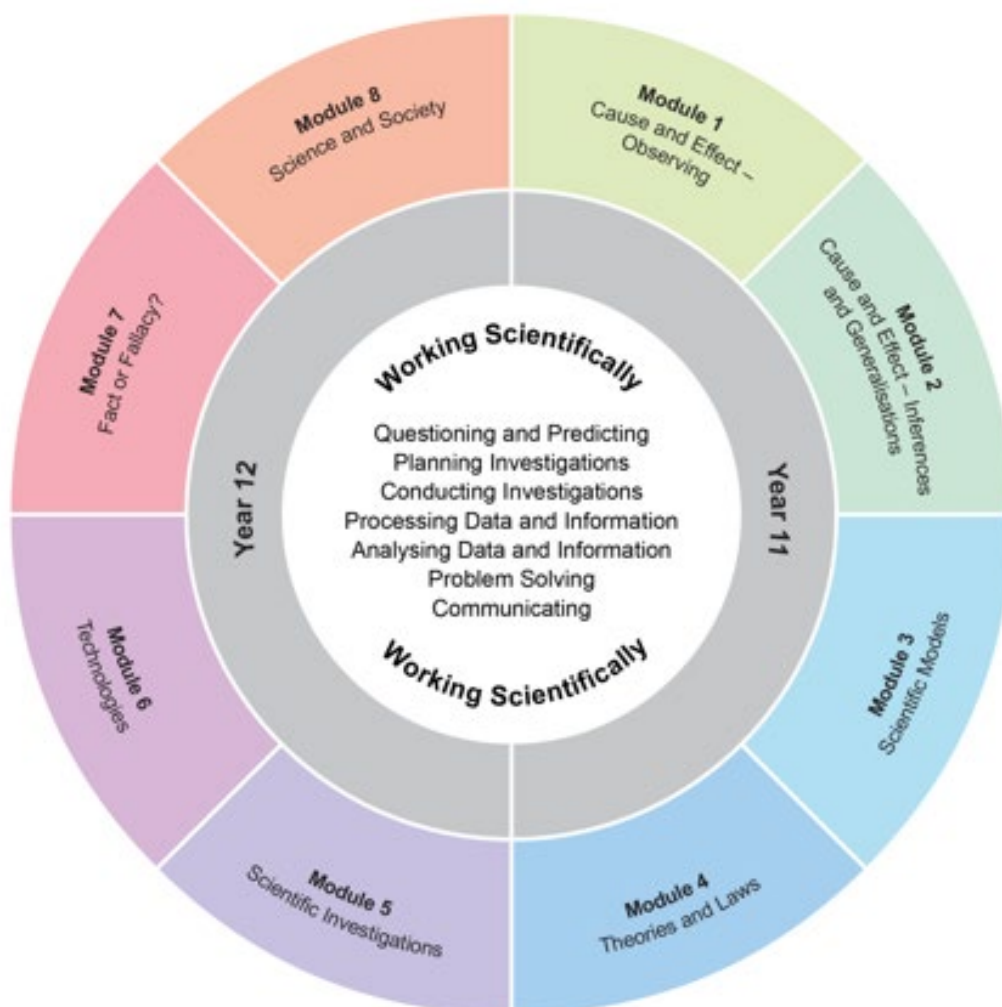 Module 1
Cause and Effect –
Observing
Module 2
Cause and Effect – Inferences
and Generalisations
Module 3
Scientific Models
Module 4
Theories and Laws
Module 5
Scientific Investigations
Module 6
Technologies
Module 7
Fact or Fallacy?
Module 8
Science and Society
Year 11
Year 12
Working Scientifically
Questioning and Predicting
Planning Investigations
Conducting Investigations
Processing Data and Information
Analysing Data and Information
Problem Solving
Communicating
Working Scientifically